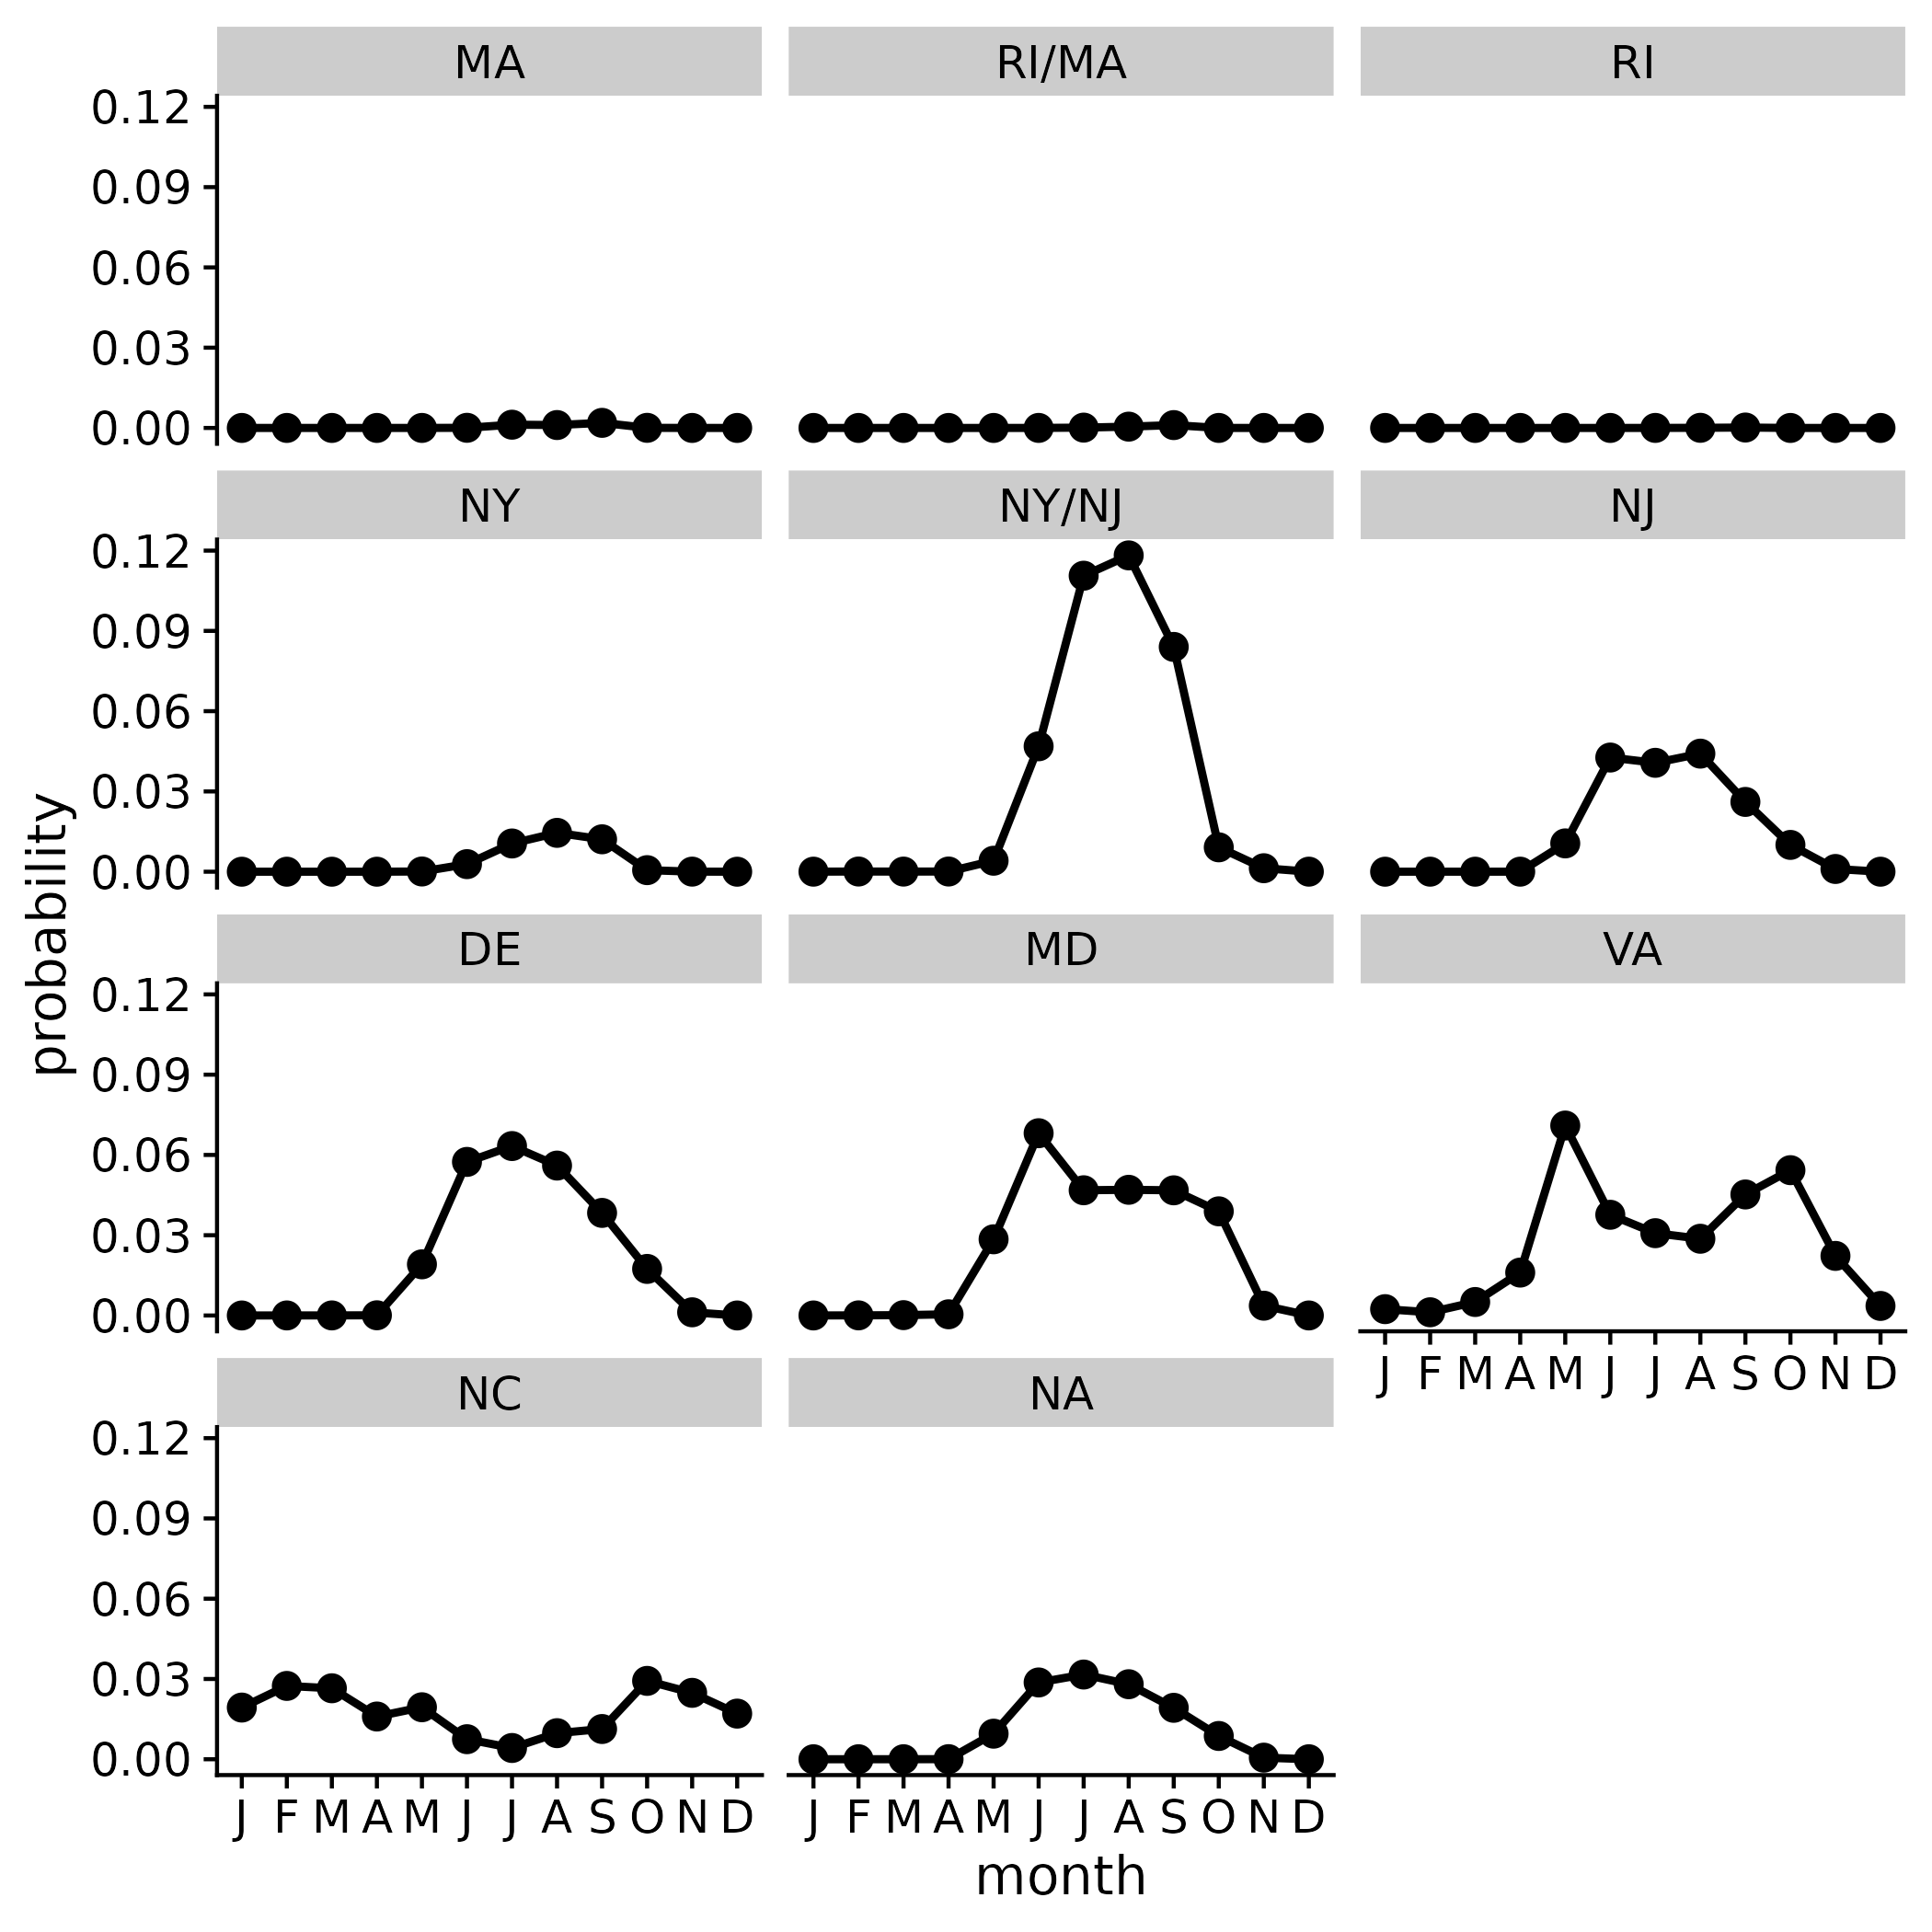 MA RI/MA RI
0.12
0.09
0.06
0.03
0.00
NY NY/NJ NJ
0.12
0.09
0.06
0.03
0.00
probability
DE MD VA
0.12
0.09
0.06
0.03
0.00
J F M A M J J A S O N D
NC NA
0.12
0.09
0.06
0.03
0.00
J F M A M J J A S O N D J F M A M J J A S O N D
month